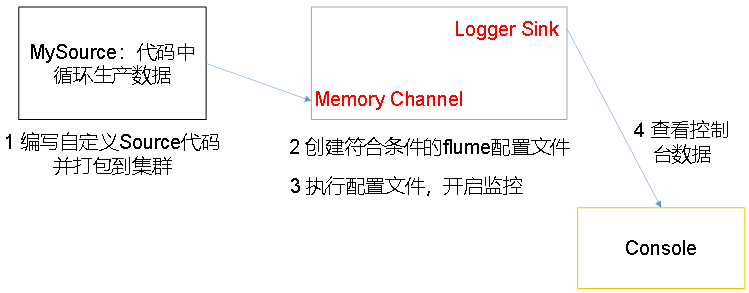 MySource：代码中
循环生产数据
Logger Sink
Memory Channel
1 编写自定义Source代码
并打包到集群
2 创建符合条件的flume配置文件
3 执行配置文件，开启监控
4 查看控制
台数据
Console